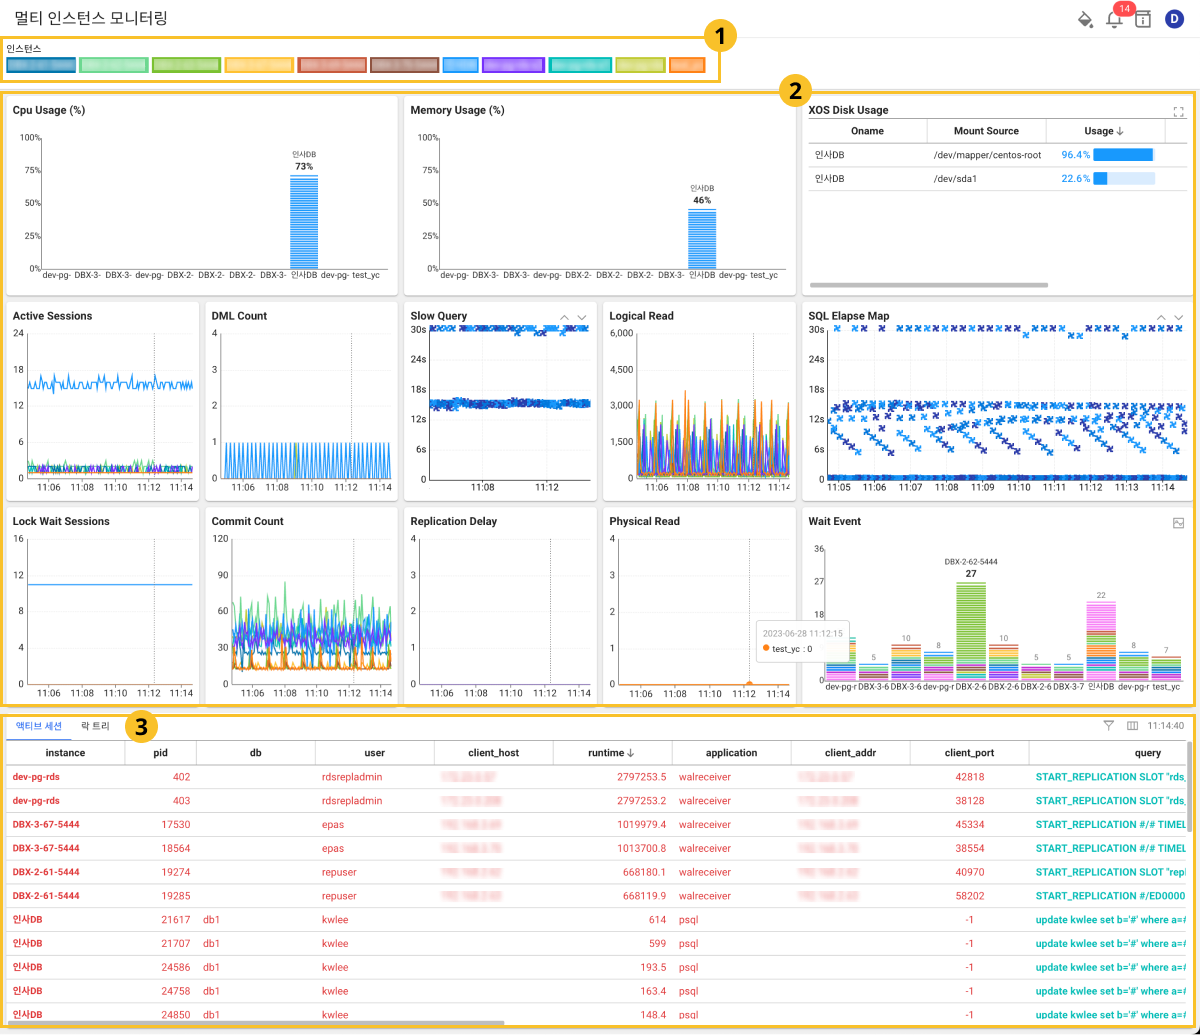 멀티 인스턴스 모니터링
14
D
인스턴스
1
2
Cpu Usage (%)
100%
75%
50%
25%
0%
인사DB
73%
dev-pg- DBX-3- DBX-3- dev-pg- DBX-2- DBX-2- DBX-2- DBX-3- 인사DB dev-pg- test_yc
Memory Usage (%)
100%
75%
50%
25%
0%
인사DB
46%
dev-pg- DBX-3- DBX-3- dev-pg- DBX-2- DBX-2- DBX-2- DBX-3- 인사DB dev-pg- test_yc
XOS Disk Usage
Oname Mount Source Usage ↓
인사DB /dev/mapper/centos-root 96.4%
인사DB /dev/sda1 22.6%
Active Sessions
24
18
12
6
0
11:06 11:08 11:10 11:12 11:14
DML Count
4
3
2
1
0
11:06 11:08 11:10 11:12 11:14
Slow Query
30s
24s
18s
12s
6s
0
11:08 11:12
Logical Read
6,000
4,500
3,000
1,500
0
11:06 11:08 11:10 11:12 11:14
SQL Elapse Map
30s
24s
18s
12s
6s
0
11:05 11:06 11:07 11:08 11:09 11:10 11:11 11:12 11:13 11:14
Lock Wait Sessions
16
12
8
4
0
11:06 11:08 11:10 11:12 11:14
Commit Count
120
90
60
30
0
11:06 11:08 11:10 11:12 11:14
Replication Delay
4
3
2
1
0
11:06 11:08 11:10 11:12 11:14
Physical Read
4
3
2
1
0
11:06 11:08 11:10 11:12 11:14
2023-06-28 11:12:15
test_yc : 0
Wait Event
36
27
18
0
DBX-2-62-5444
27
5 10 8 10 5 5 22 8 7
dev-pg-r DBX-3-6 DBX-3-6 dev-pg-r DBX-2-6 DBX-2-6 DBX-2-6 DBX-3-7 인사DB dev-pg-r test_yc
액티브 세션 락 트리
3
11:14:40
instance pid db user client_host runtime ↓ application client_addr client_port query
dev-pg-rds 402 rdsrepladmin 2797253.5 walreceiver 42818 START_REPLICATION SLOT "rds_
dev-pg-rds 403 rdsrepladmin 2797253.2 walreceiver 38128 START_REPLICATION SLOT "rds_
DBX-3-67-5444 17530 epas 1019979.4 walreceiver 45334 START_REPLICATION #/# TIMEL
DBX-3-67-5444 18564 epas 1013700.8 walreceiver 38554 START_REPLICATION #/# TIMEL
DBX-2-61-5444 19274 repuser 668180.1 walreceiver 40970 START_REPLICATION SLOT "repl
DBX-2-61-5444 19285 repuser 668119.9 walreceiver 58202 START_REPLICATION #/ED0000
인사DB 21617 db1 kwlee 614 psql -1 update kwlee set b='#' where a=#
인사DB 21707 db1 kwlee 599 psql -1 update kwlee set b='#' where a=#
인사DB 24586 db1 kwlee 193.5 psql -1 update kwlee set b='#' where a=#
인사DB 24758 db1 kwlee 163.4 psql -1 update kwlee set b='#' where a=#
인사DB 24850 db1 kwlee 148.4 psql -1 update kwlee set b='#' where a=#